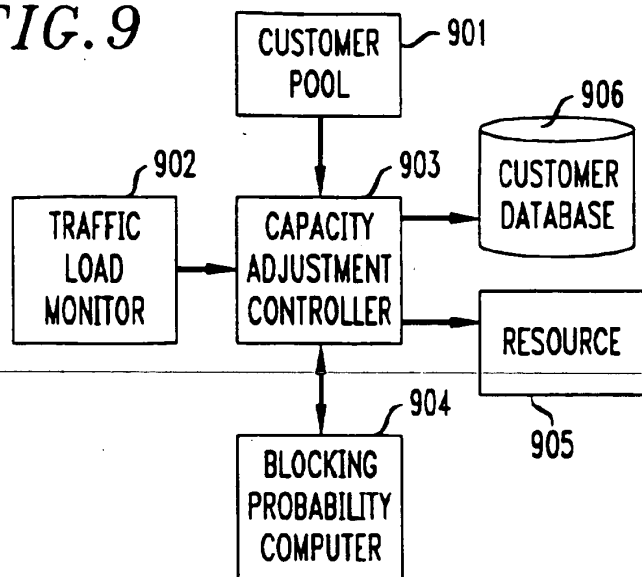 FIG. 9
CUSTOMER
POOL
901
902
TRAFFIC
LOAD
MONITOR
903
CAPACITY
ADJUSTMENT
CONTROLLER
906
CUSTOMER
DATABASE
RESOURCE
905
904
BLOCKING
PROBABILITY
COMPUTER